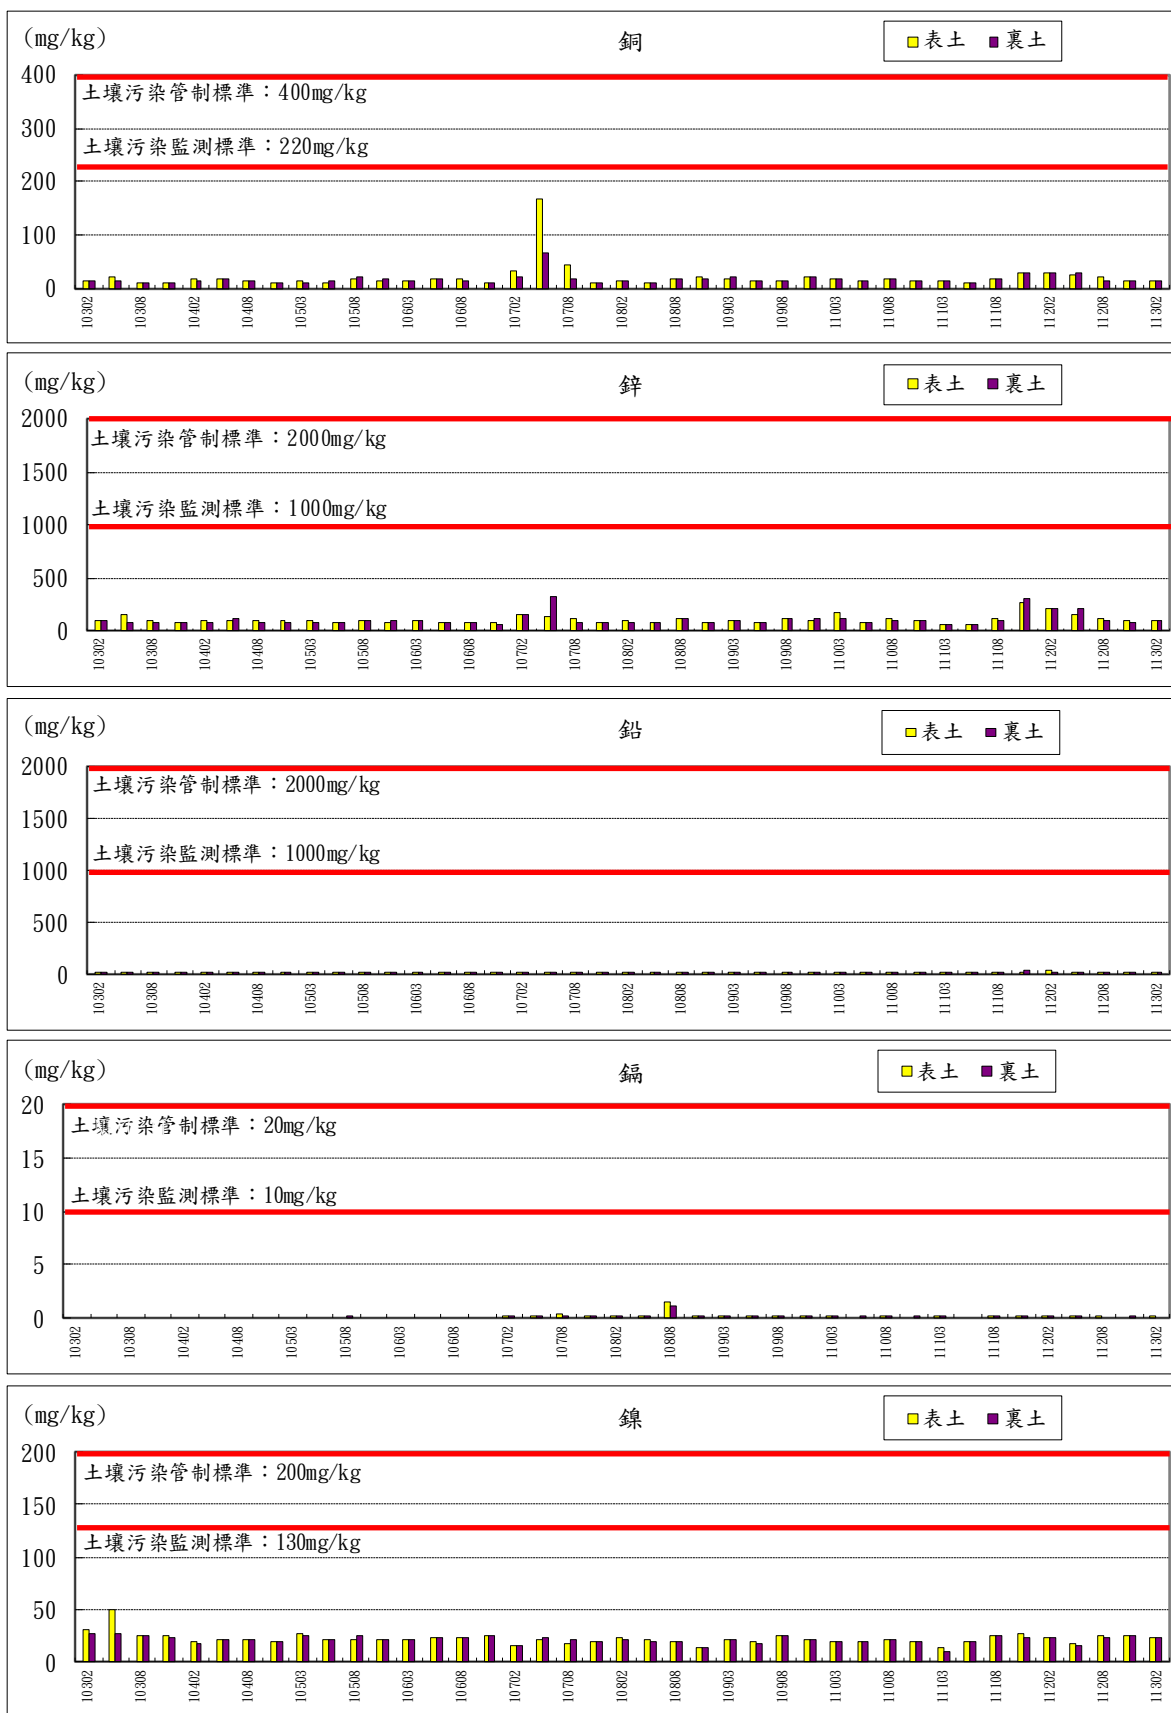 (mg/kg) 銅 表土 裏土
400
土壤污染管制標準：400mg/kg
300
土壤污染監測標準：220mg/kg
200
100
0
10302 10308 10402 10408 10503 10508 10603 10608 10702 10708 10802 10808 10903 10908 11003 11008 11103 11108 11202 11208 11302
(mg/kg) 鋅 表土 裏土
2000
土壤污染管制標準：2000mg/kg
1500
土壤污染監測標準：1000mg/kg
1000
500
0
10302 10308 10402 10408 10503 10508 10603 10608 10702 10708 10802 10808 10903 10908 11003 11008 11103 11108 11202 11208 11302
(mg/kg) 鉛 表土 裏土
2000
土壤污染管制標準：2000mg/kg
1500
土壤污染監測標準：1000mg/kg
1000
500
0
10302 10308 10402 10408 10503 10508 10603 10608 10702 10708 10802 10808 10903 10908 11003 11008 11103 11108 11202 11208 11302
(mg/kg) 鎘 表土 裏土
20
土壤污染管制標準：20mg/kg
15
土壤污染監測標準：10mg/kg
10
5
0
10302 10308 10402 10408 10503 10508 10603 10608 10702 10708 10802 10808 10903 10908 11003 11008 11103 11108 11202 11208 11302
(mg/kg) 鎳 表土 裏土
200
土壤污染管制標準：200mg/kg
150
土壤污染監測標準：130mg/kg
100
50
0
10302 10308 10402 10408 10503 10508 10603 10608 10702 10708 10802 10808 10903 10908 11003 11008 11103 11108 11202 11208 11302